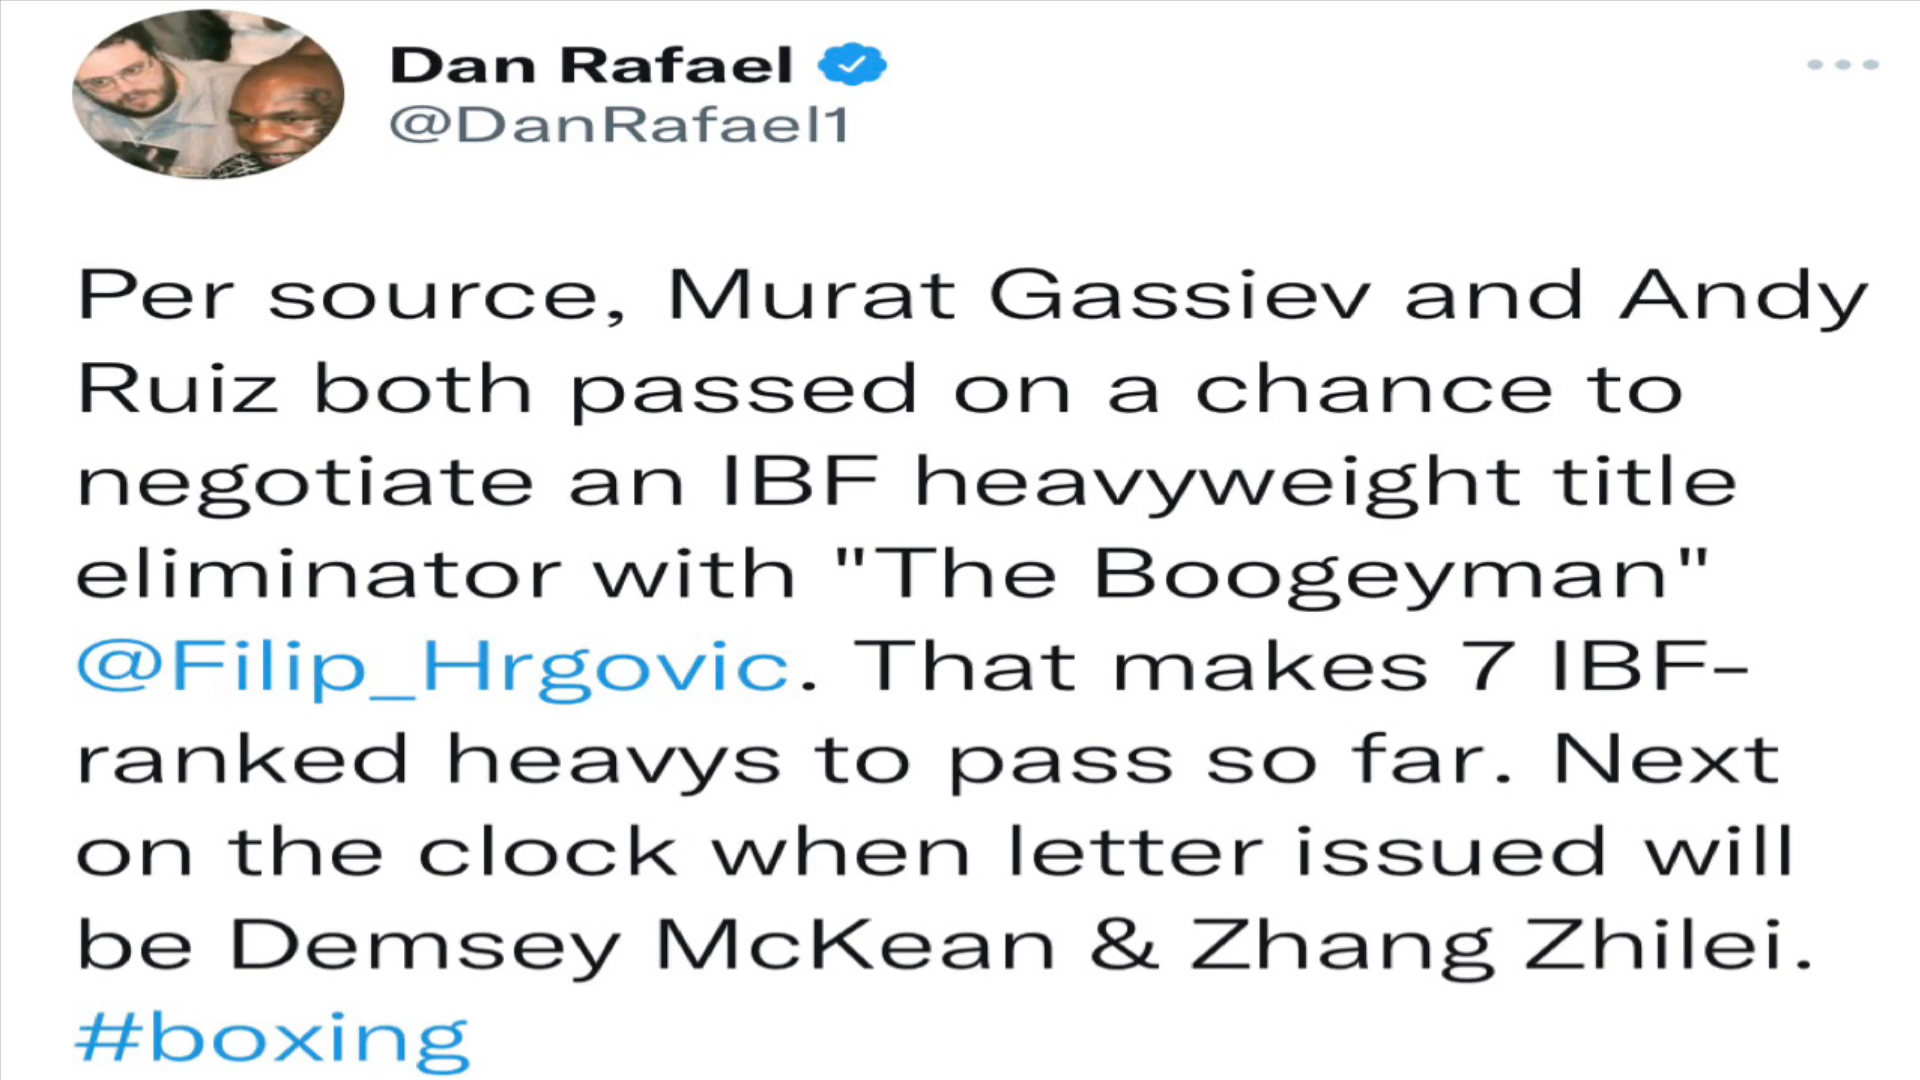 Dan Rafael
@DanRafael1
Per source, Murat Gassiev and Andy
Ruiz both passed on a chance to
negotiate an IBF heavyweight title
eliminator with "The Boogeyman"
@Filip_Hrgovic. That makes 7 IBF-
ranked heavys to pass so far. Next
on the clock when letter issued will
be Demsey McKean & Zhang Zhilei.
#boxing